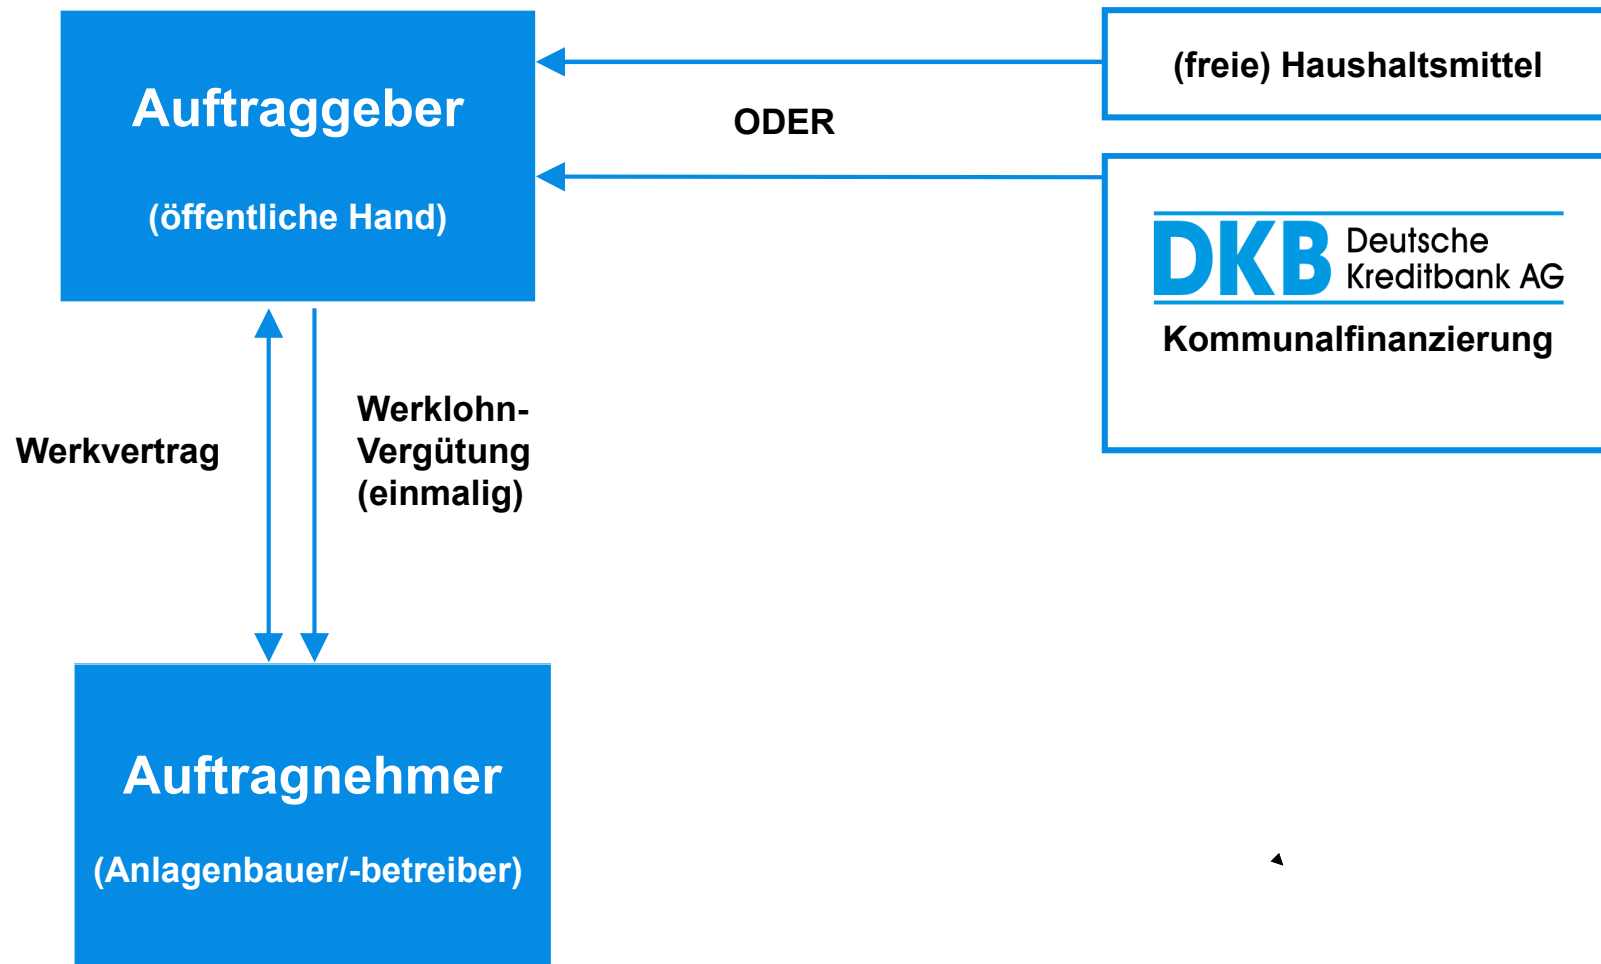 Auftraggeber
(öffentliche Hand)
ODER
(freie) Haushaltsmittel
DKB Deutsche
Kreditbank AG
Kommunalfinanzierung
Werkvertrag
Werklohn-
Vergütung
(einmalig)
Auftragnehmer
(Anlagenbauer/-betreiber)